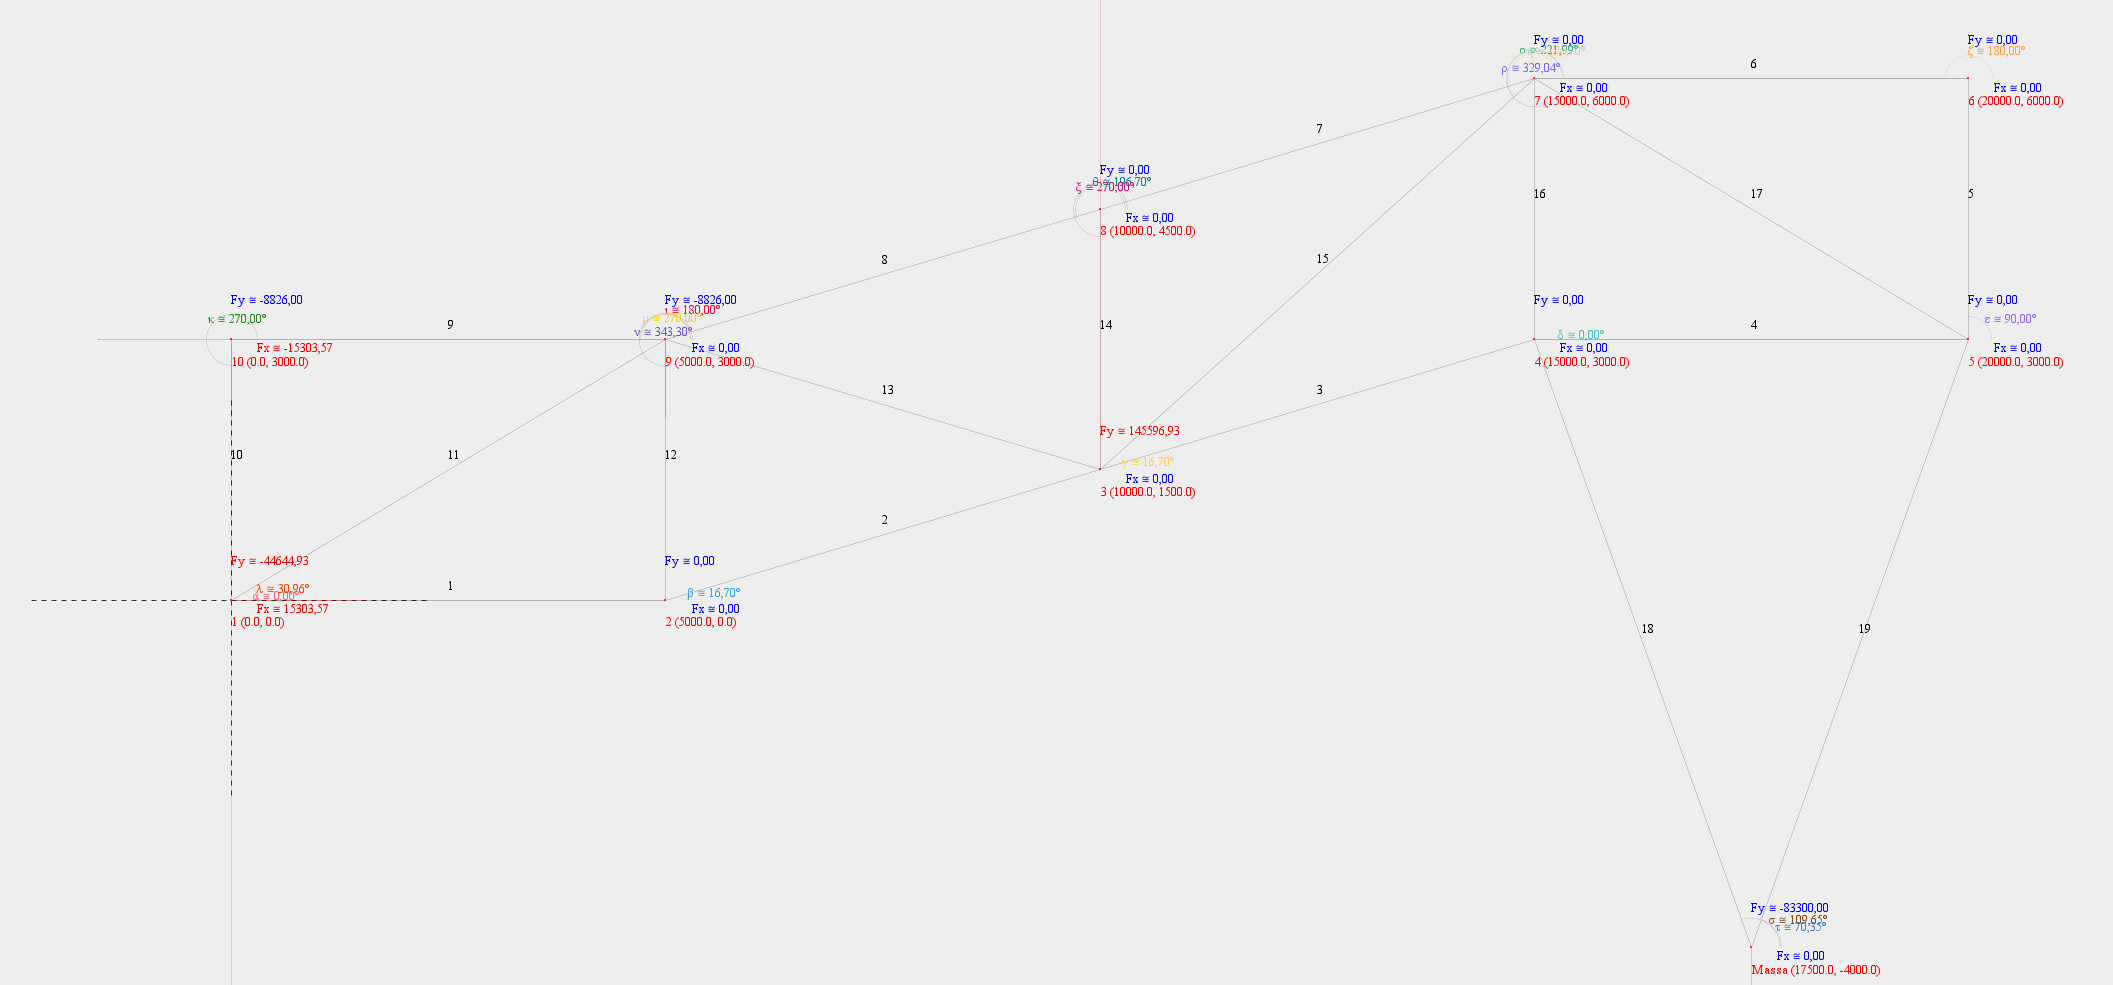 Fy ≅ 0,00
ρ ≅ 329,04°
6
Fx ≅ 0,00
7 (15000.0, 6000.0)
Fy ≅ 0,00
ζ ≅ 180,00°
Fx ≅ 0,00
6 (20000.0, 6000.0)
7
Fy ≅ 0,00
ξ ≅ 270,00°
Fx ≅ 0,00
8 (10000.0, 4500.0)
16
17
5
8
15
Fy ≅ -8826,00
κ ≅ 270,00°
9
Fx ≅ -15303,57
10 (0.0, 3000.0)
Fy ≅ -8826,00
ι ≅ 180,00°
μ ≅ 270,00°
ν ≅ 343,30°
Fx ≅ 0,00
9 (5000.0, 3000.0)
14
Fy ≅ 0,00
δ ≅ 0,00°
Fx ≅ 0,00
4 (15000.0, 3000.0)
4
Fy ≅ 0,00
ε ≅ 90,00°
Fx ≅ 0,00
5 (20000.0, 3000.0)
13
3
10
11
12
Fy ≅ 145596,93
γ ≅ 16,70°
Fx ≅ 0,00
3 (10000.0, 1500.0)
2
Fy ≅ -44644,93
λ ≅ 30,96°
α ≅ 0,00°
1
Fx ≅ 15303,57
1 (0.0, 0.0)
Fy ≅ 0,00
β ≅ 16,70°
Fx ≅ 0,00
2 (5000.0, 0.0)
18
19
Fy ≅ -83300,00
σ ≅ 109,65°
τ ≅ 70,35°
Fx ≅ 0,00
Massa (17500.0, -4000.0)